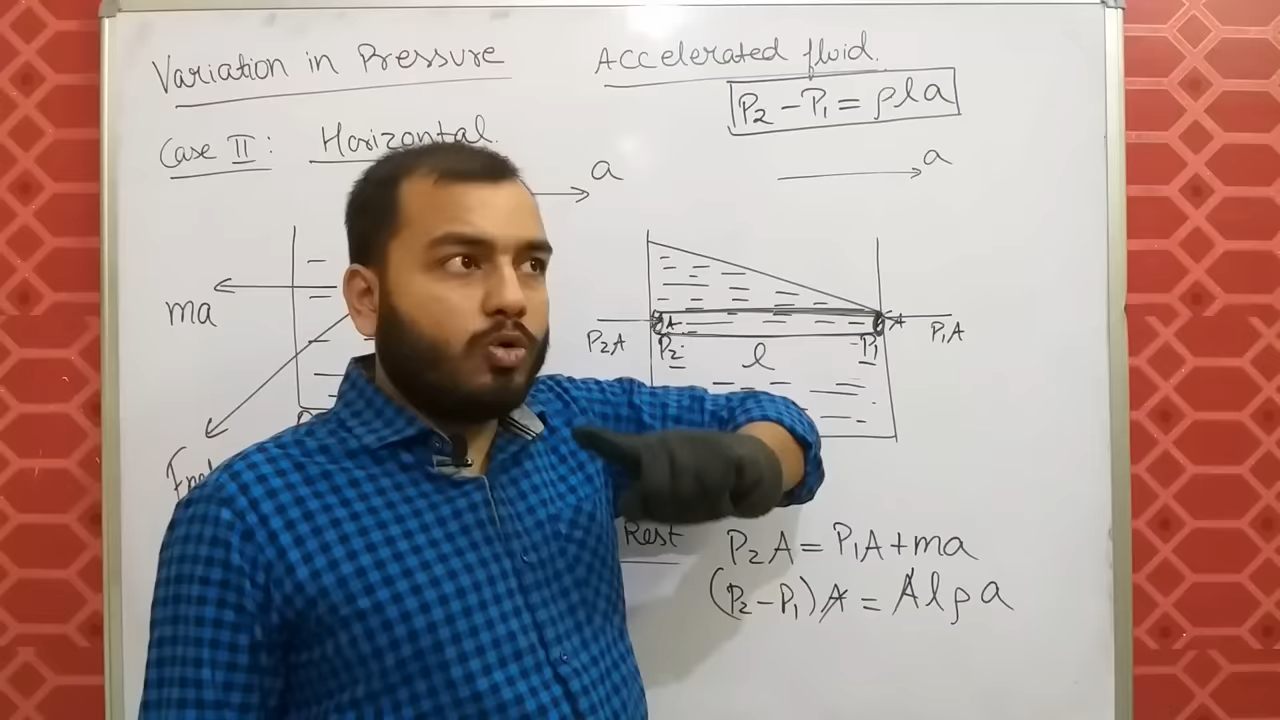 Variation in Pressure
Accelerated fluid.
P₂ - P₁ = ρla
Case II: Horizontal
a
a
ma
P₂A
A
A
P₁A
P₂
l
P₁
Rest
P₂A = P₁A + ma
(P₂ - P₁)A = Alρa